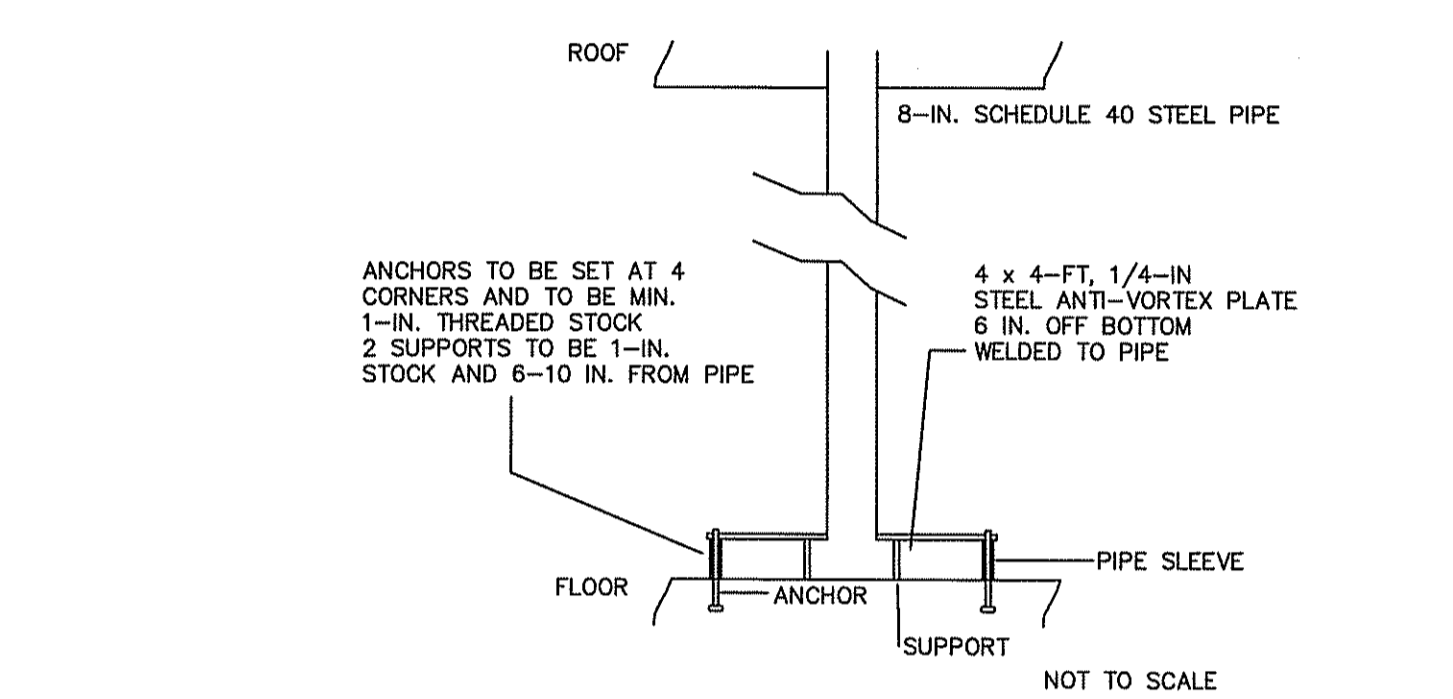 ROOF
8-IN. SCHEDULE 40 STEEL PIPE
ANCHORS TO BE SET AT 4
CORNERS AND TO BE MIN.
1-IN. THREADED STOCK
2 SUPPORTS TO BE 1-IN.
STOCK AND 6-10 IN. FROM PIPE
4 x 4-FT, 1/4-IN
STEEL ANTI-VORTEX PLATE
6 IN. OFF BOTTOM
WELDED TO PIPE
PIPE SLEEVE
FLOOR
ANCHOR
SUPPORT
NOT TO SCALE